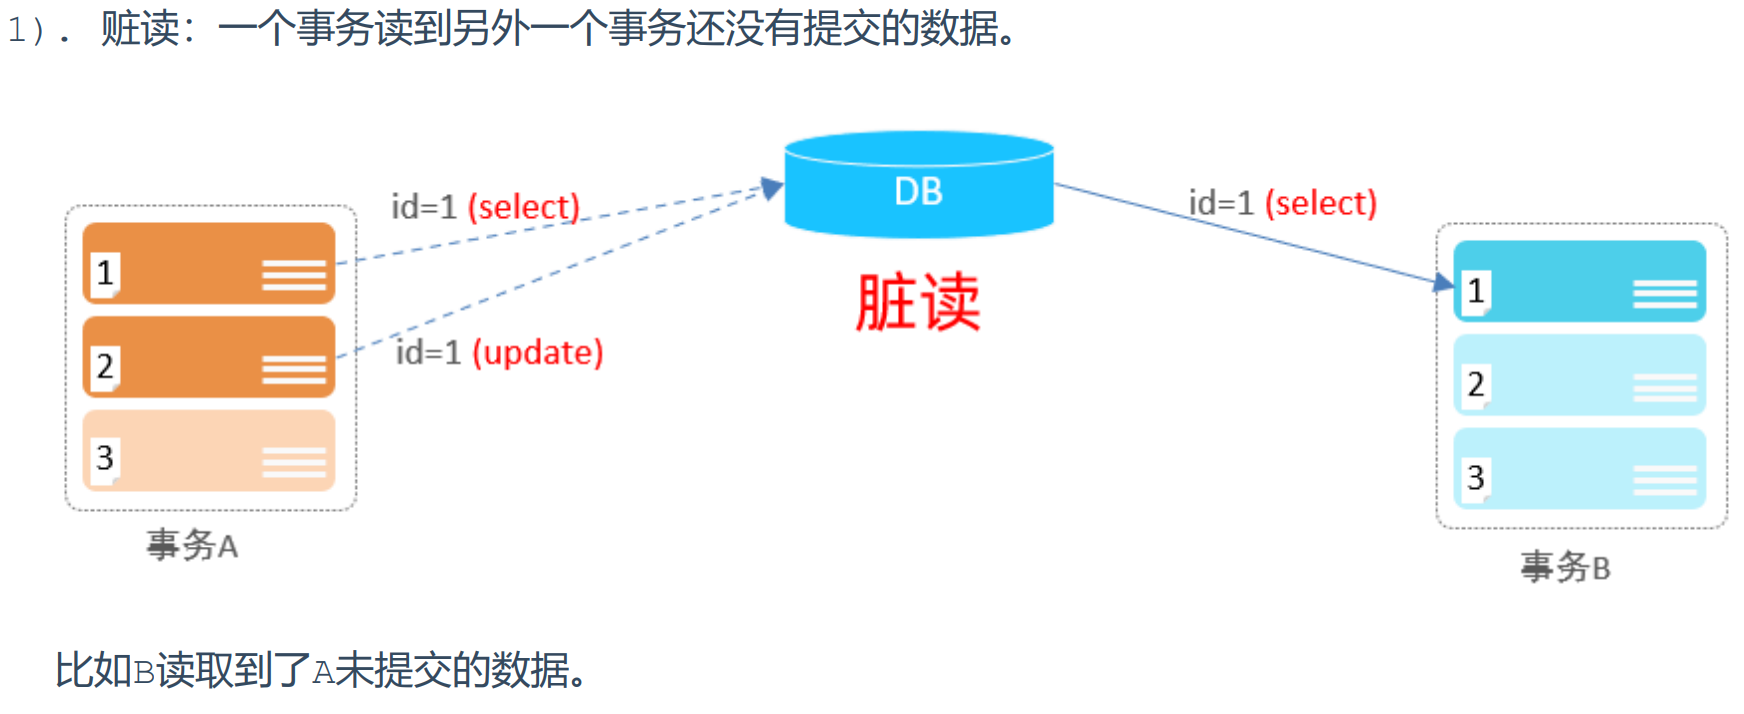 1). 脏读：一个事务读到另外一个事务还没有提交的数据。
DB
id=1 (select)
id=1 (select)
1
1
脏读
2
id=1 (update)
2
3
3
事务A
事务B
比如B读取到了A未提交的数据。